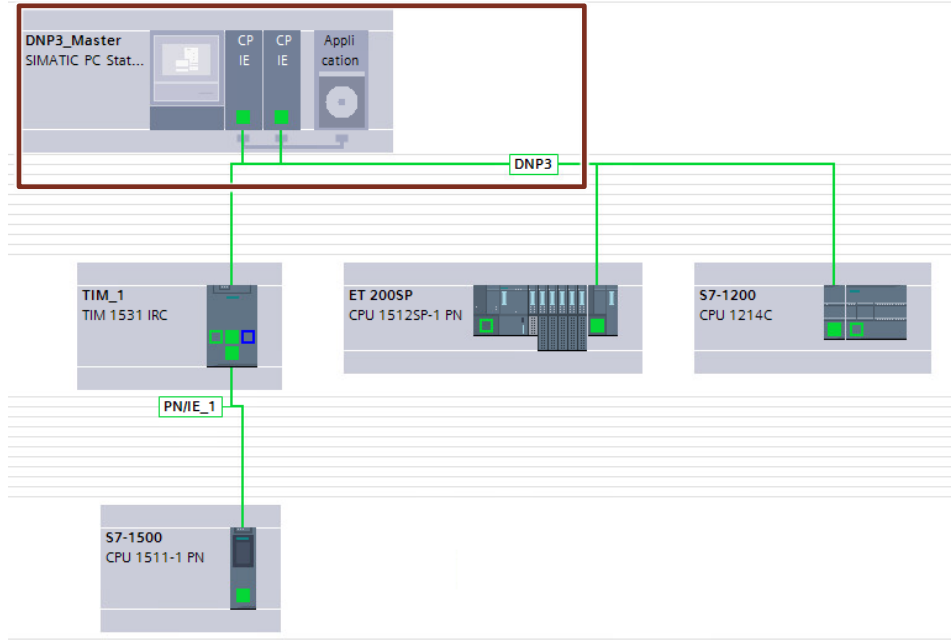 DNP3_Master
SIMATIC PC Stat...
CP
IE
CP
IE
Appli
cation
DNP3
TIM_1
TIM 1531 IRC
ET 200SP
CPU 1512SP-1 PN
S7-1200
CPU 1214C
PN/IE_1
S7-1500
CPU 1511-1 PN